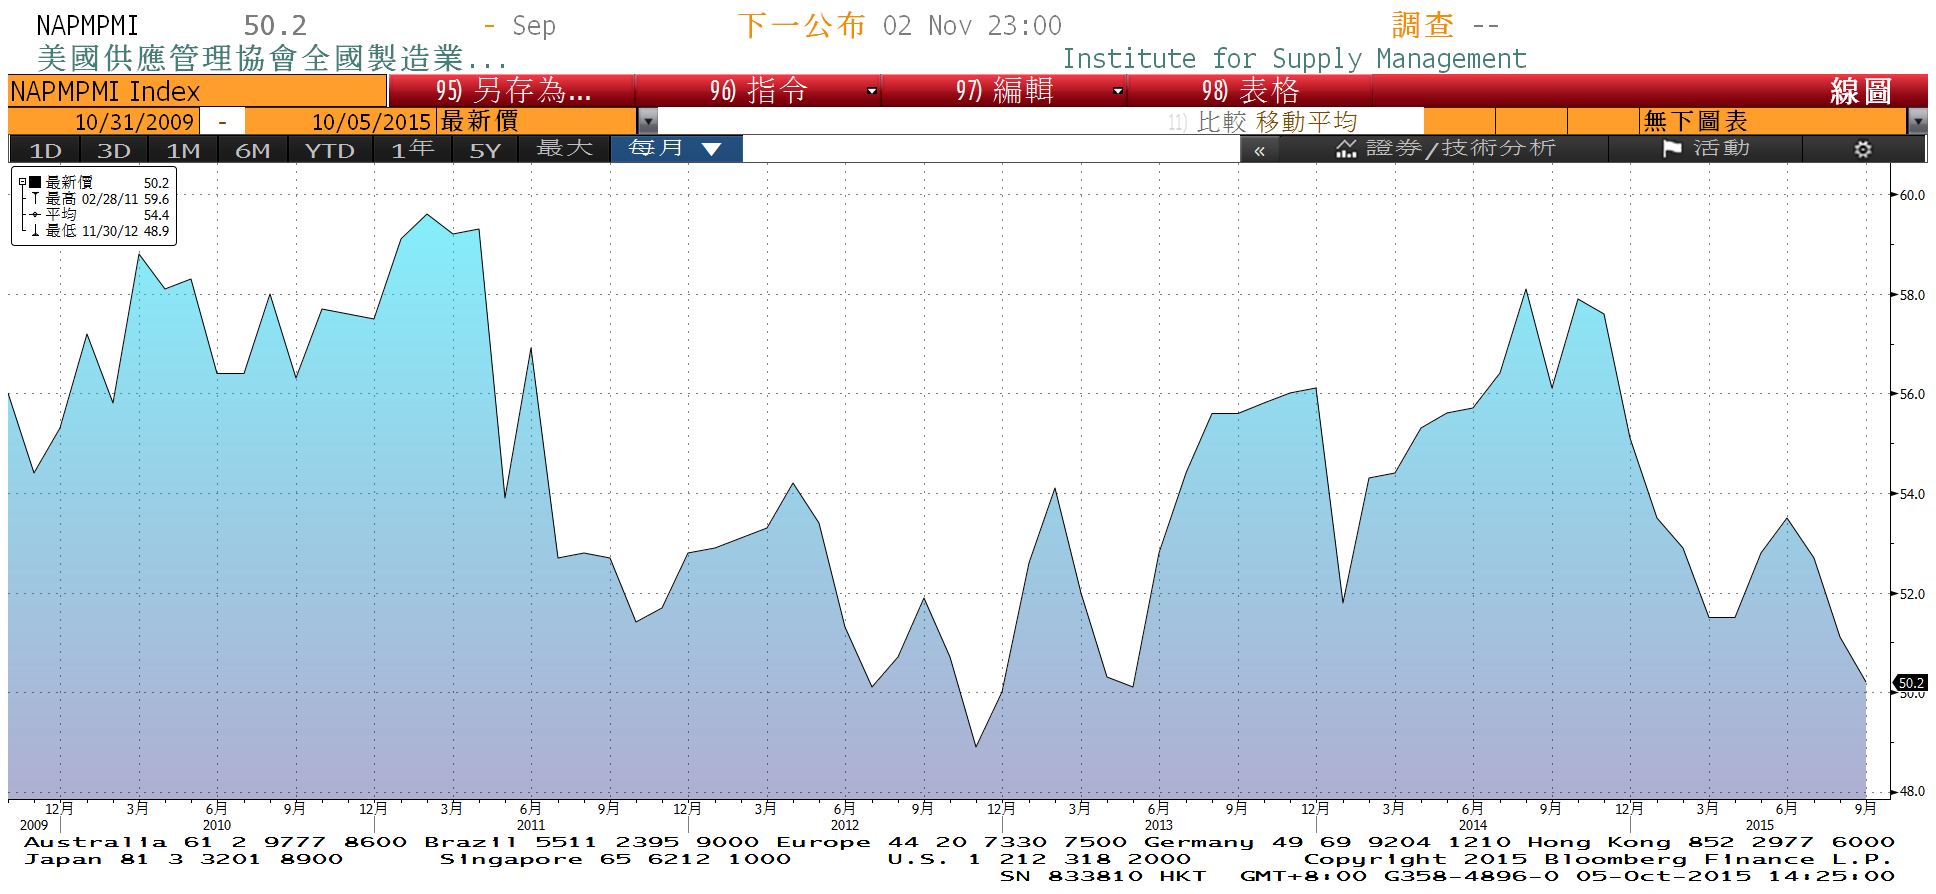 NAPMPMI 50.2 - Sep 下一公布 02 Nov 23:00 調查 --
美國供應管理協會全國製造業... Institute for Supply Management
NAPMPMI Index 95) 另存為... 96) 指令 97) 編輯 98) 表格 線圖
10/31/2009 - 10/05/2015 最新價 11) 比較 移動平均 無下圖表
1D 3D 1M 6M YTD 1年 5Y 最大 每月 ▼ « 證券/技術分析 活動
最新價 50.2
最高 02/28/11 59.6
平均 54.4
最低 11/30/12 48.9
60.0
58.0
56.0
54.0
52.0
50.2
50.0
48.0
12月 3月 6月 9月 12月 3月 6月 9月 12月 3月 6月 9月 12月 3月 6月 9月 12月 3月 6月 9月 12月 3月 6月 9月
2009 2010 2011 2012 2013 2014 2015
Australia 61 2 9777 8600 Brazil 5511 2395 9000 Europe 44 20 7330 7500 Germany 49 69 9204 1210 Hong Kong 852 2977 6000
Japan 81 3 3201 8900 Singapore 65 6212 1000 U.S. 1 212 318 2000 Copyright 2015 Bloomberg Finance L.P.
SN 833810 HKT GMT+8:00 G358-4896-0 05-Oct-2015 14:25:00